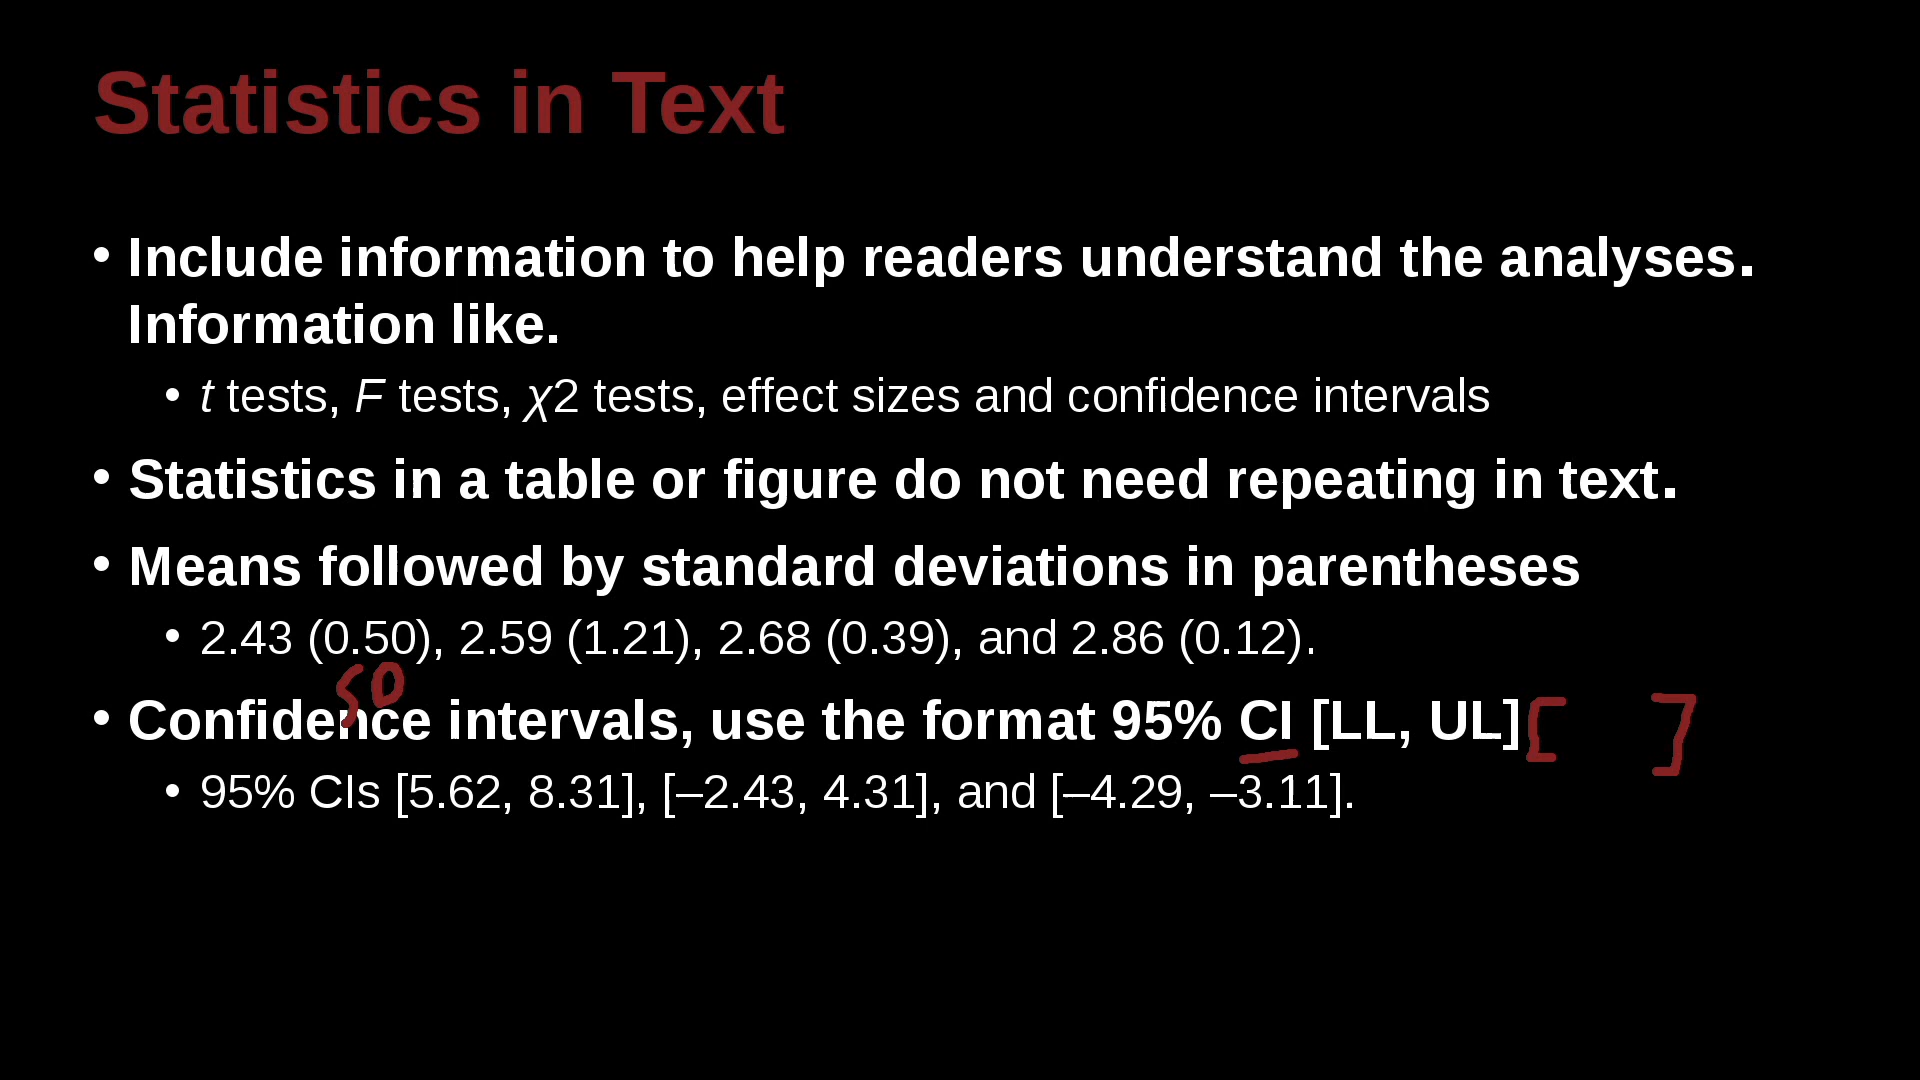 Statistics in Text
• Include information to help readers understand the analyses.
Information like.
• t tests, F tests, χ2 tests, effect sizes and confidence intervals
• Statistics in a table or figure do not need repeating in text.
• Means followed by standard deviations in parentheses
• 2.43 (0.50), 2.59 (1.21), 2.68 (0.39), and 2.86 (0.12).
• Confidence intervals, use the format 95% CI [LL, UL] [ ]
• 95% CIs [5.62, 8.31], [–2.43, 4.31], and [–4.29, –3.11].